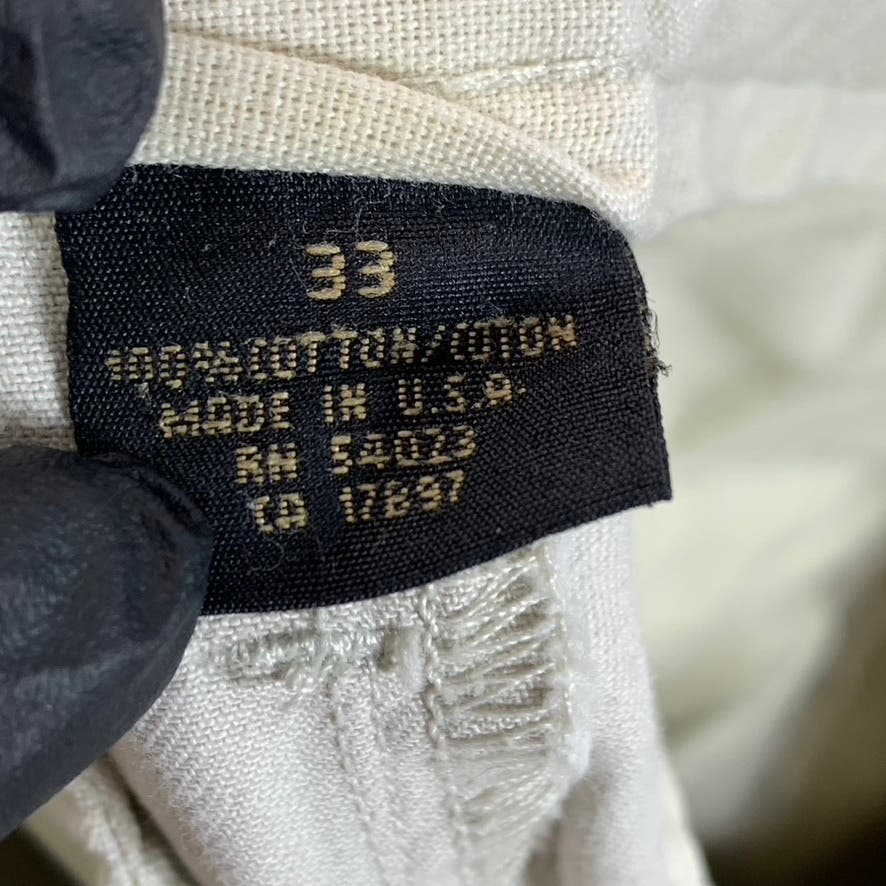 33
100% COTTON/COTON
MADE IN U.S.A.
RN 54023
CA 17897